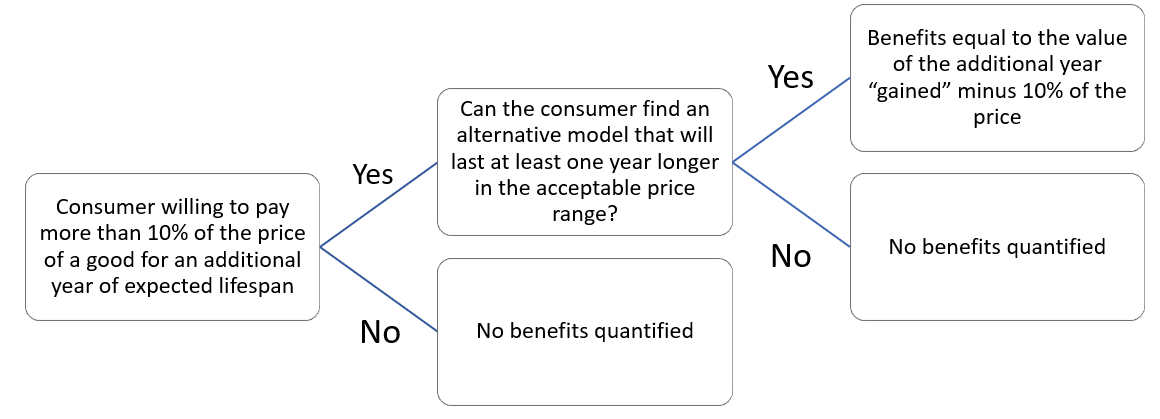 Consumer willing to pay
more than 10% of the price
of a good for an additional
year of expected lifespan
Yes
No
Can the consumer find an
alternative model that will
last at least one year longer
in the acceptable price
range?
No benefits quantified
Yes
No
Benefits equal to the value
of the additional year
“gained” minus 10% of the
price
No benefits quantified